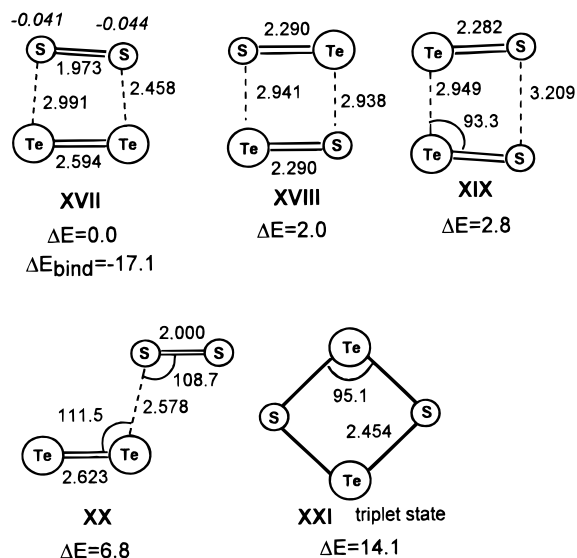 -0.041 -0.044
S S
1.973
2.991 2.458
Te Te
2.594
XVII
ΔE=0.0
ΔEbind=-17.1
2.290
S Te
2.941 2.938
Te S
2.290
XVIII
ΔE=2.0
2.282
Te S
2.949 3.209
93.3
Te S
XIX
ΔE=2.8
2.000
S S
108.7
111.5 2.578
Te Te
2.623
XX
ΔE=6.8
Te
95.1
S S
2.454
Te
XXI triplet state
ΔE=14.1